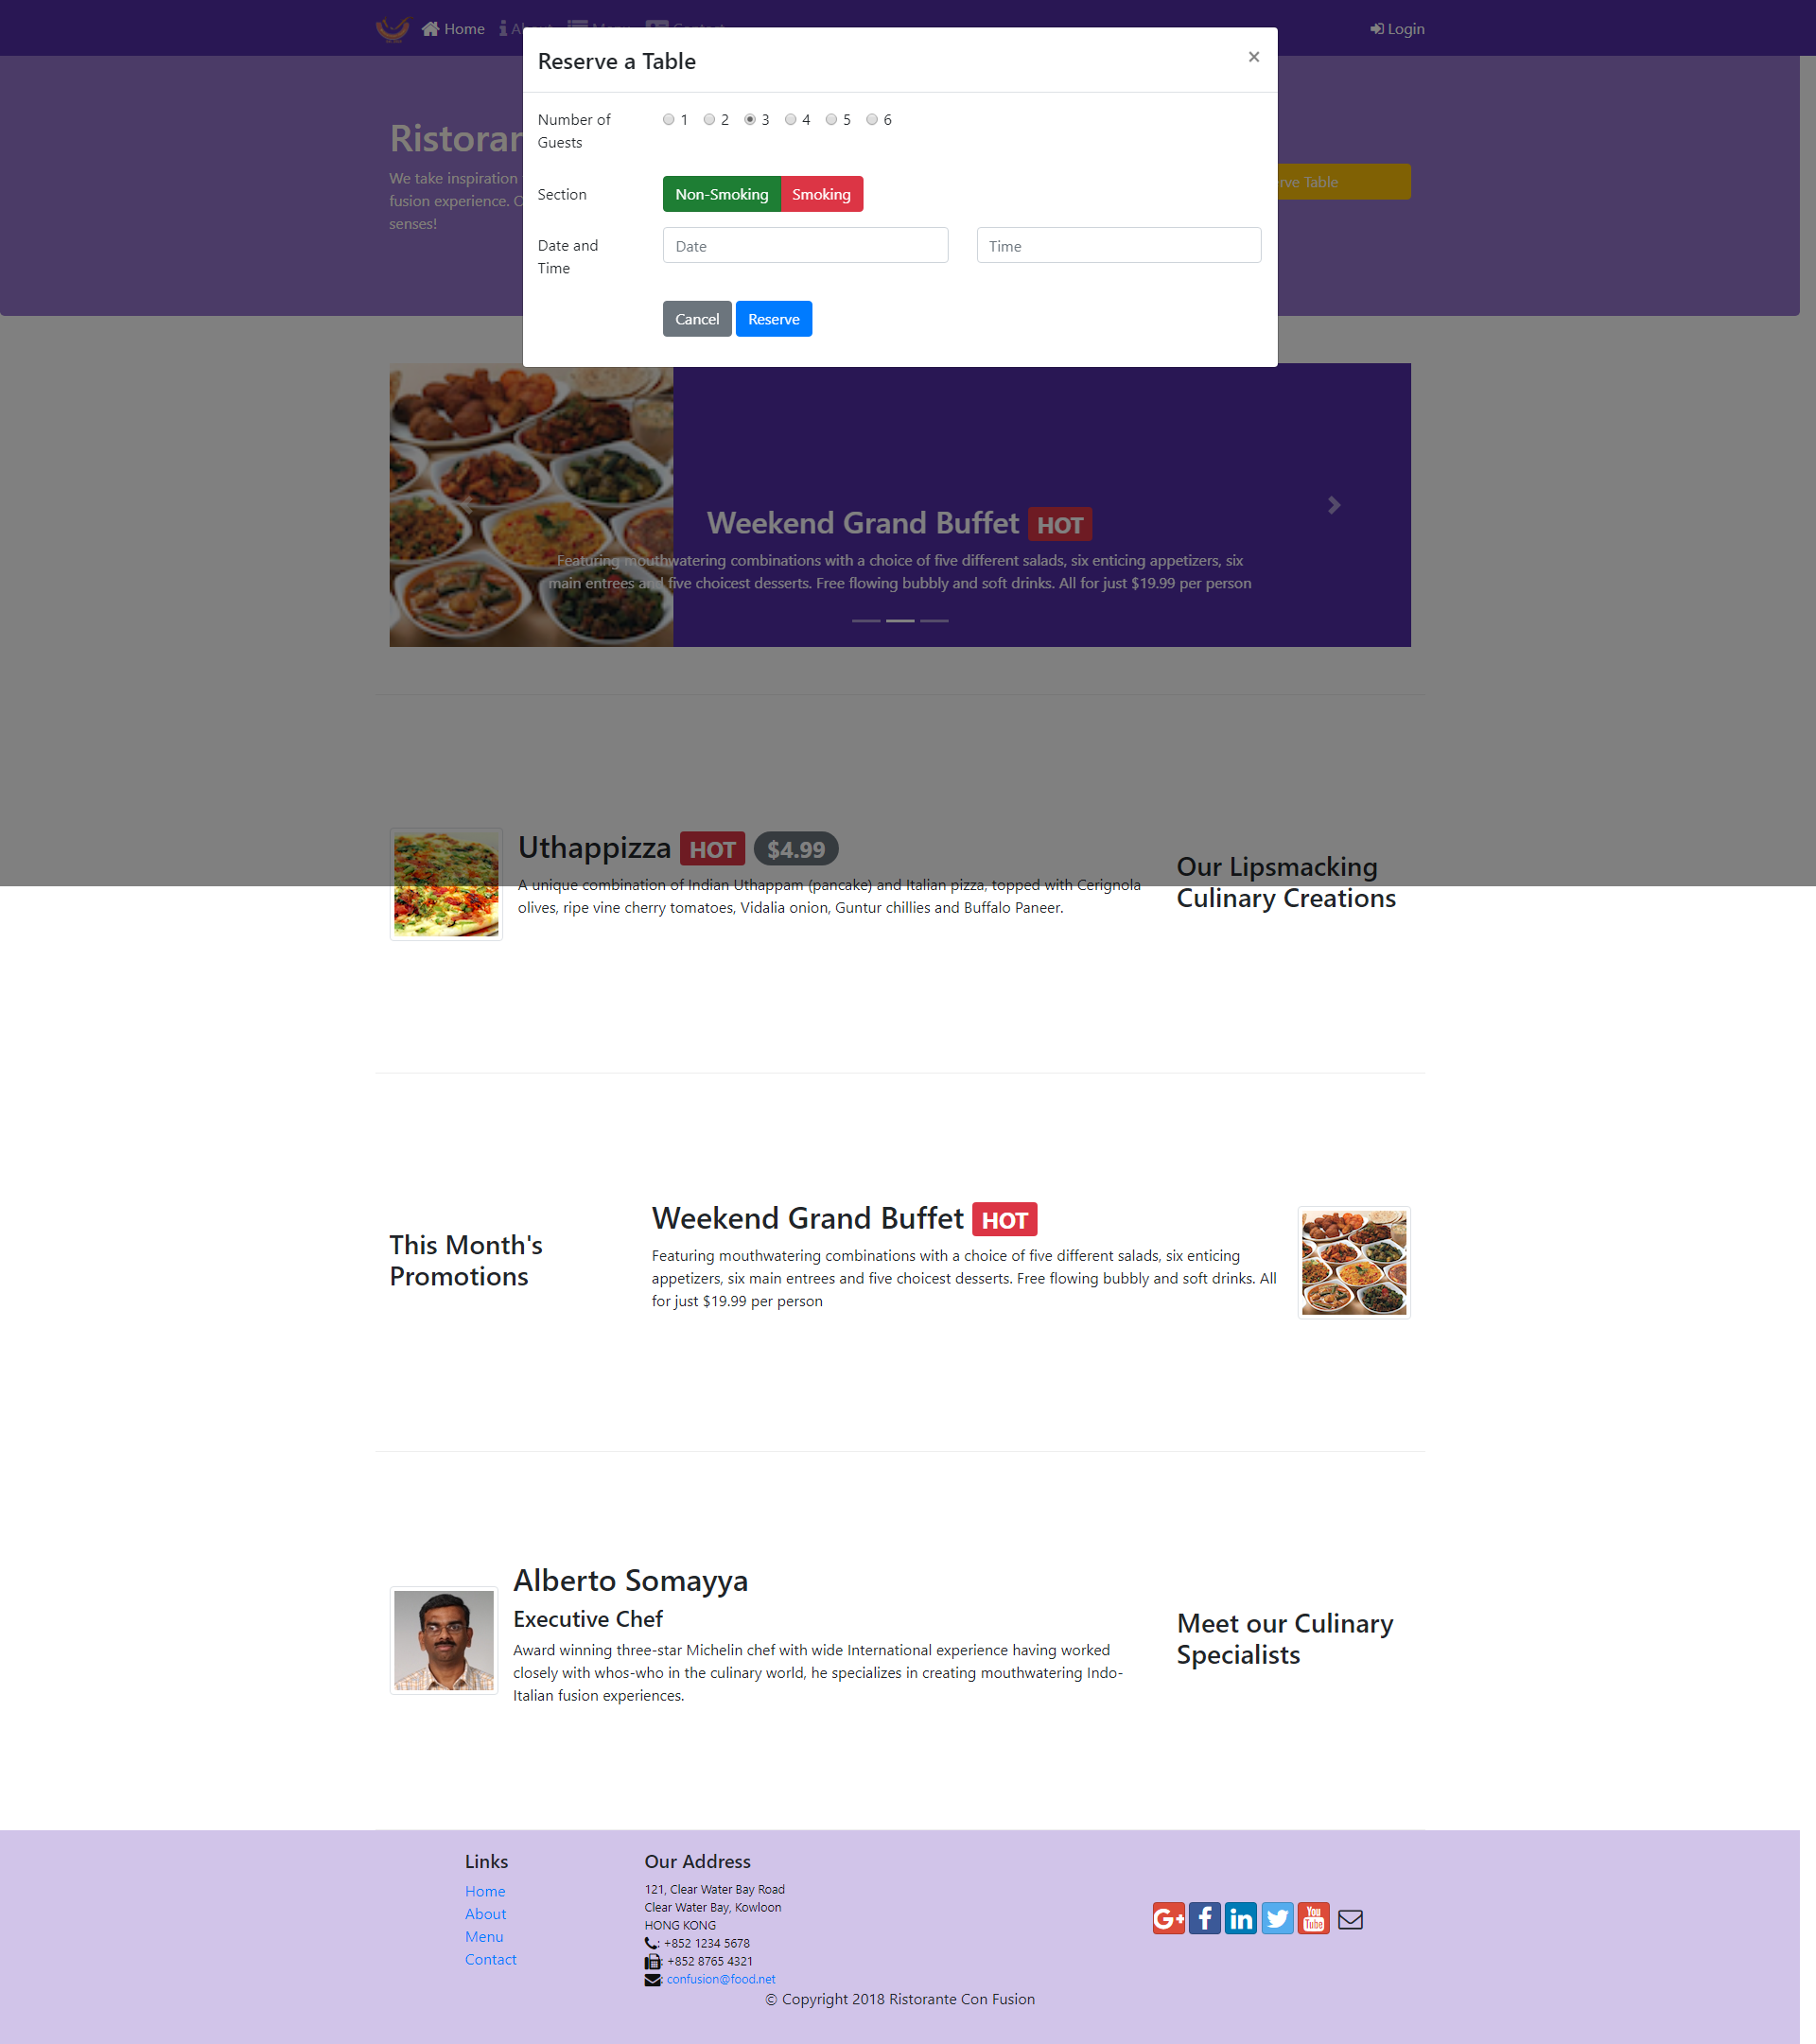 Home
Login
Reserve a Table
×
Number of Guests
1 2 3 4 5 6
Section
Non-Smoking Smoking
Date and Time
Date
Time
Cancel Reserve
We take inspiration
fusion experience.
senses!
Table
Weekend Grand Buffet HOT
Featuring mouthwatering combinations with a choice of five different salads, six enticing appetizers, six
main entrees and five choicest desserts. Free flowing bubbly and soft drinks. All for just $19.99 per person
Uthappizza HOT $4.99
A unique combination of Indian Uthappam (pancake) and Italian pizza, topped with Cerignola
olives, ripe vine cherry tomatoes, Vidalia onion, Guntur chillies and Buffalo Paneer.
Our Lipsmacking
Culinary Creations
This Month's
Promotions
Weekend Grand Buffet HOT
Featuring mouthwatering combinations with a choice of five different salads, six enticing
appetizers, six main entrees and five choicest desserts. Free flowing bubbly and soft drinks. All
for just $19.99 per person
Alberto Somayya
Executive Chef
Award winning three-star Michelin chef with wide International experience having worked
closely with whos-who in the culinary world, he specializes in creating mouthwatering Indo-
Italian fusion experiences.
Meet our Culinary
Specialists
Links
Home
About
Menu
Contact
Our Address
121, Clear Water Bay Road
Clear Water Bay, Kowloon
HONG KONG
: +852 1234 5678
: +852 8765 4321
: confusion@food.net
G+ f in You Tube
© Copyright 2018 Ristorante Con Fusion